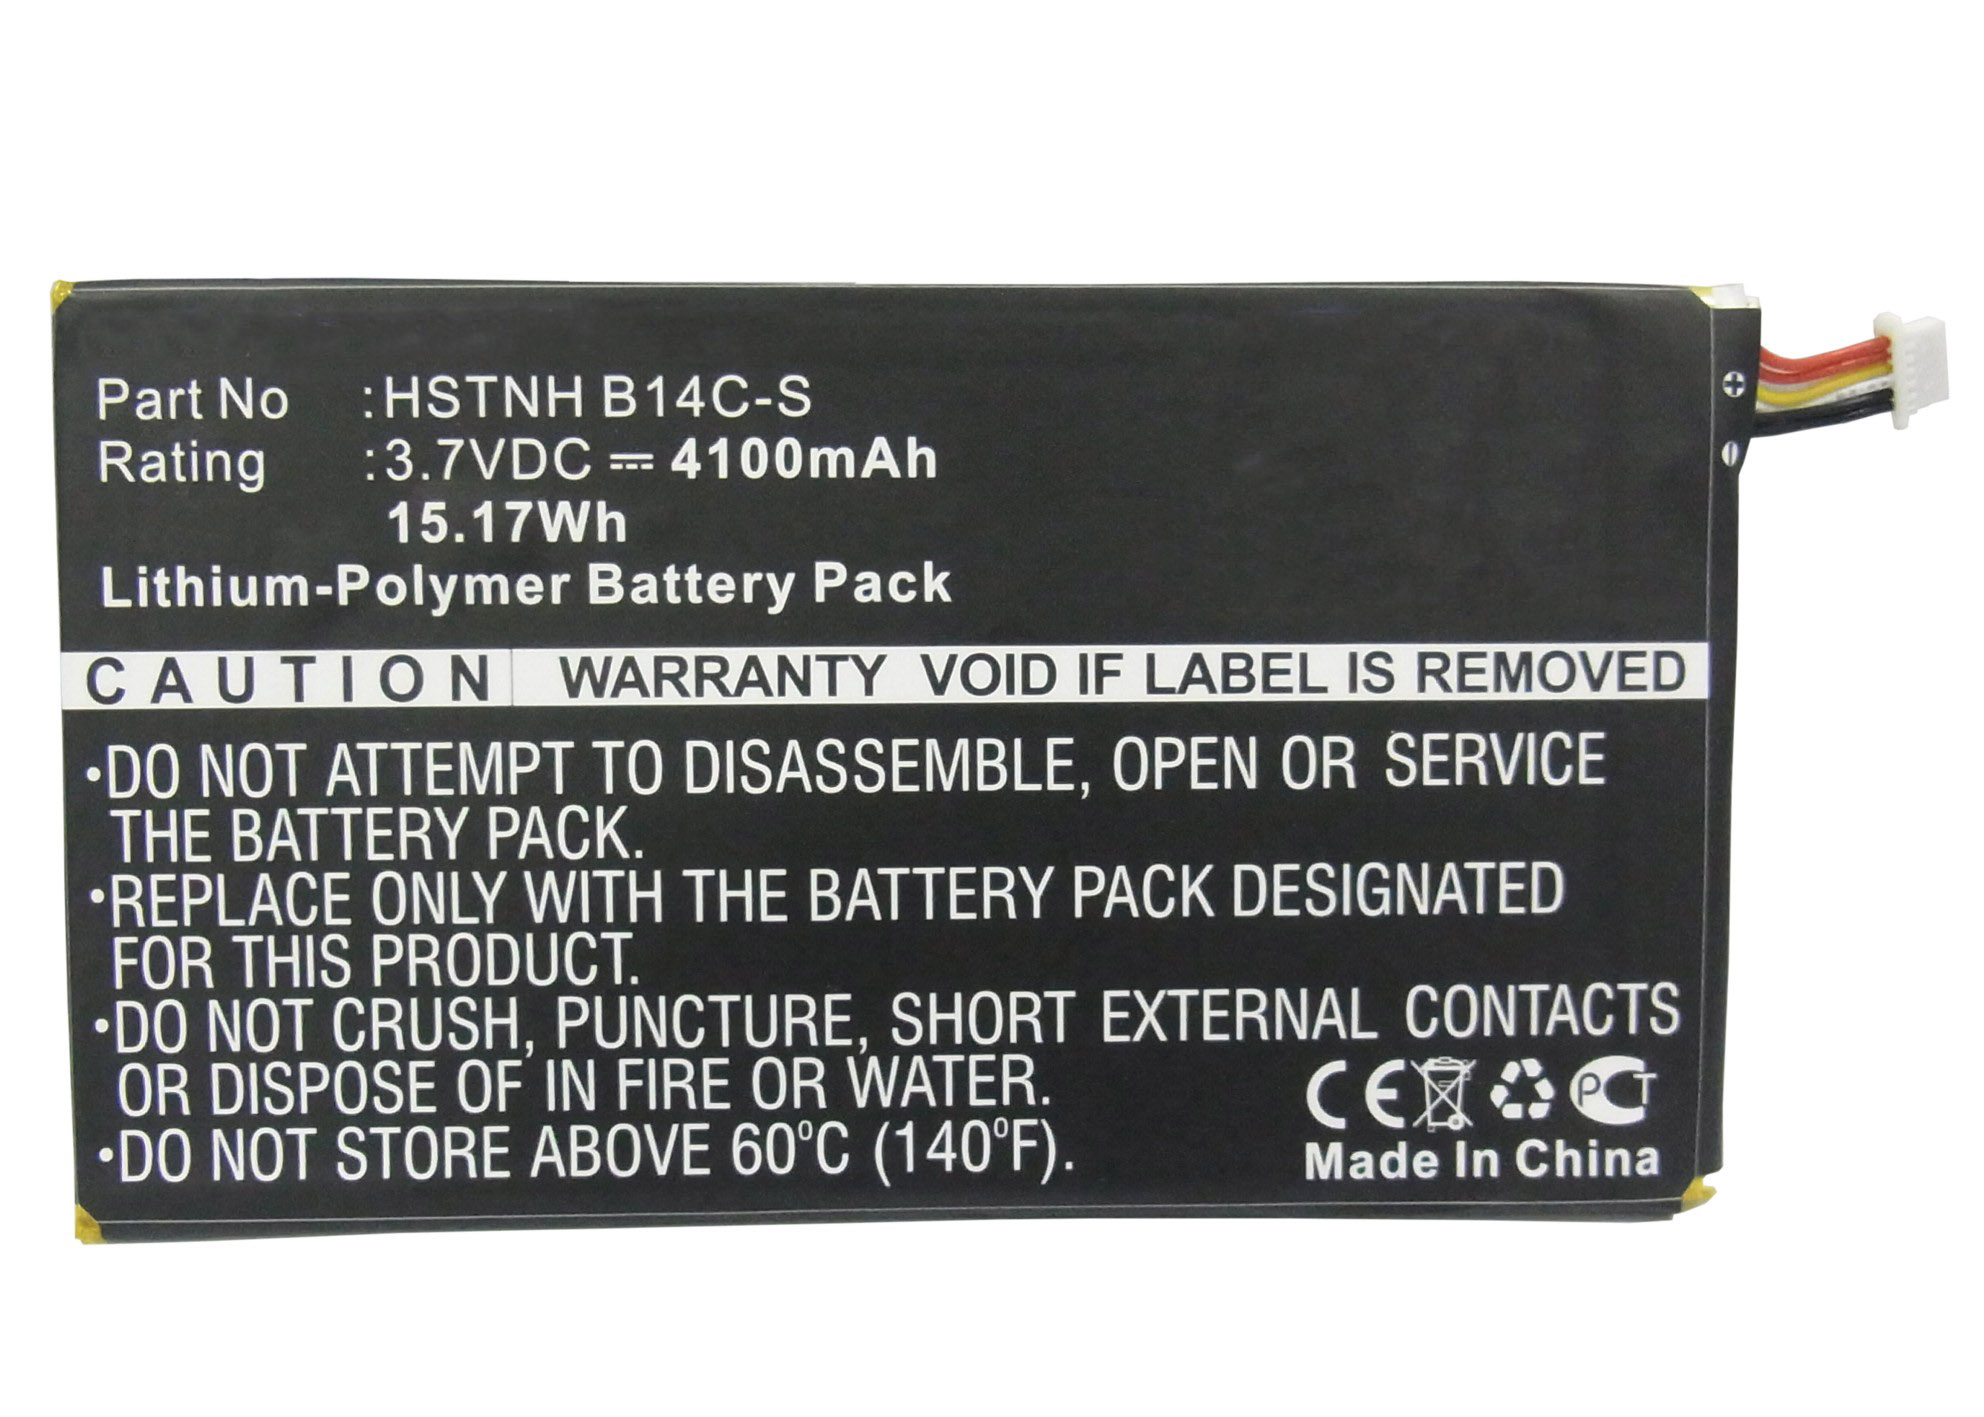 Part No :HSTNH B14C-S
Rating :3.7VDC ⎓ 4100mAh
15.17Wh
Lithium-Polymer Battery Pack
CAUTION WARRANTY VOID IF LABEL IS REMOVED
•DO NOT ATTEMPT TO DISASSEMBLE, OPEN OR SERVICE
THE BATTERY PACK.
•REPLACE ONLY WITH THE BATTERY PACK DESIGNATED
FOR THIS PRODUCT.
•DO NOT CRUSH, PUNCTURE, SHORT EXTERNAL CONTACTS
OR DISPOSE OF IN FIRE OR WATER.
•DO NOT STORE ABOVE 60°C (140°F).
CE PCT
Made In China
+
-